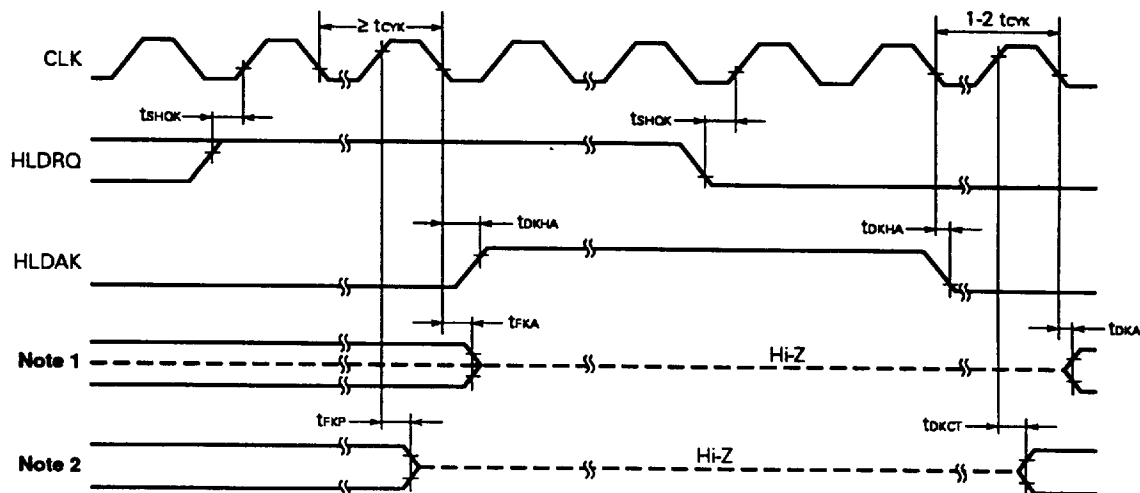 ≥ tCYK
1-2 tCYK
CLK
tSHQK
tSHQK
HLDRQ
tDKHA
tDKHA
HLDAK
tFKA
tDKA
Note 1
Hi-Z
tFKP
tDKCT
Note 2
Hi-Z